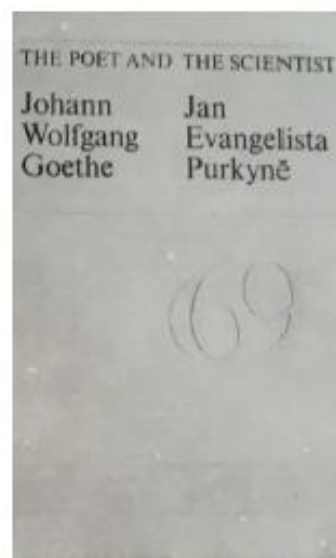 THE POET AND THE SCIENTIST
Johann Jan
Wolfgang Evangelista
Goethe Purkyně